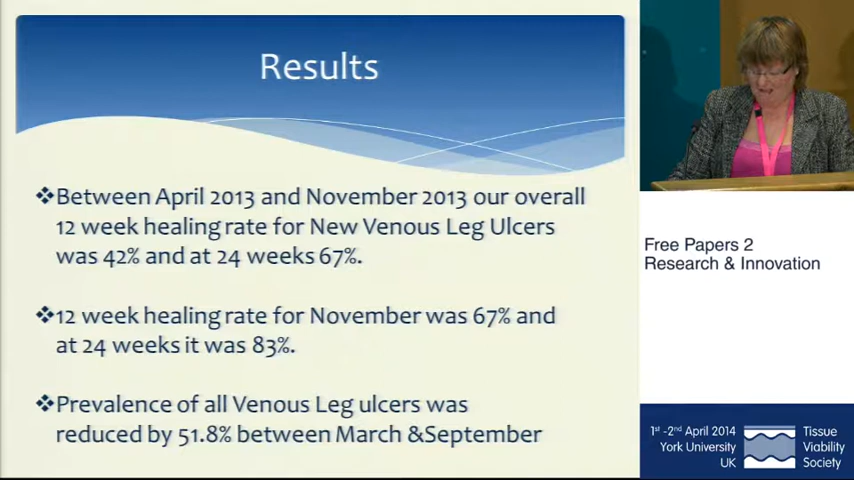 Results
❖Between April 2013 and November 2013 our overall
12 week healing rate for New Venous Leg Ulcers
was 42% and at 24 weeks 67%.
❖12 week healing rate for November was 67% and
at 24 weeks it was 83%.
❖Prevalence of all Venous Leg ulcers was
reduced by 51.8% between March &September
Free Papers 2
Research & Innovation
1st -2nd April 2014
York University
UK
Tissue
Viability
Society